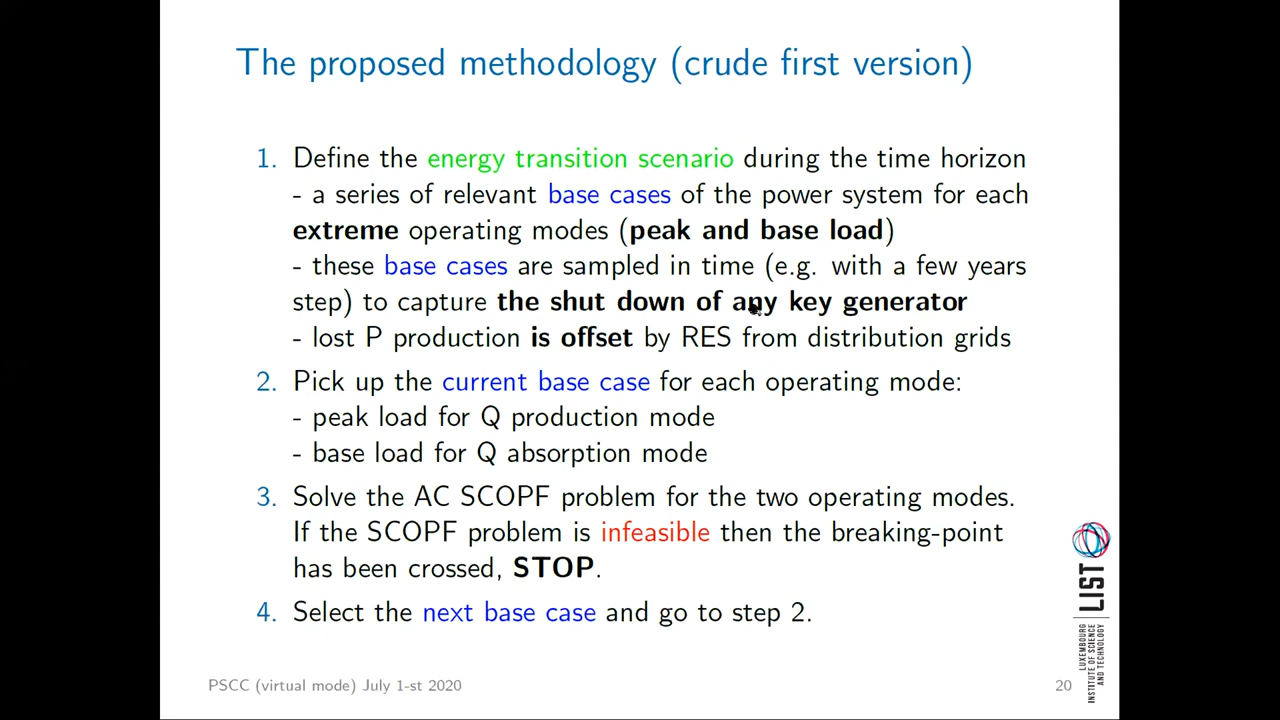 The proposed methodology (crude first version)
1. Define the energy transition scenario during the time horizon
- a series of relevant base cases of the power system for each
extreme operating modes (peak and base load)
- these base cases are sampled in time (e.g. with a few years
step) to capture the shut down of any key generator
- lost P production is offset by RES from distribution grids
2. Pick up the current base case for each operating mode:
- peak load for Q production mode
- base load for Q absorption mode
3. Solve the AC SCOPF problem for the two operating modes.
If the SCOPF problem is infeasible then the breaking-point
has been crossed, STOP.
4. Select the next base case and go to step 2.
LUXEMBOURG
INSTITUTE OF SCIENCE
AND TECHNOLOGY
LIST
PSCC (virtual mode) July 1-st 2020
20